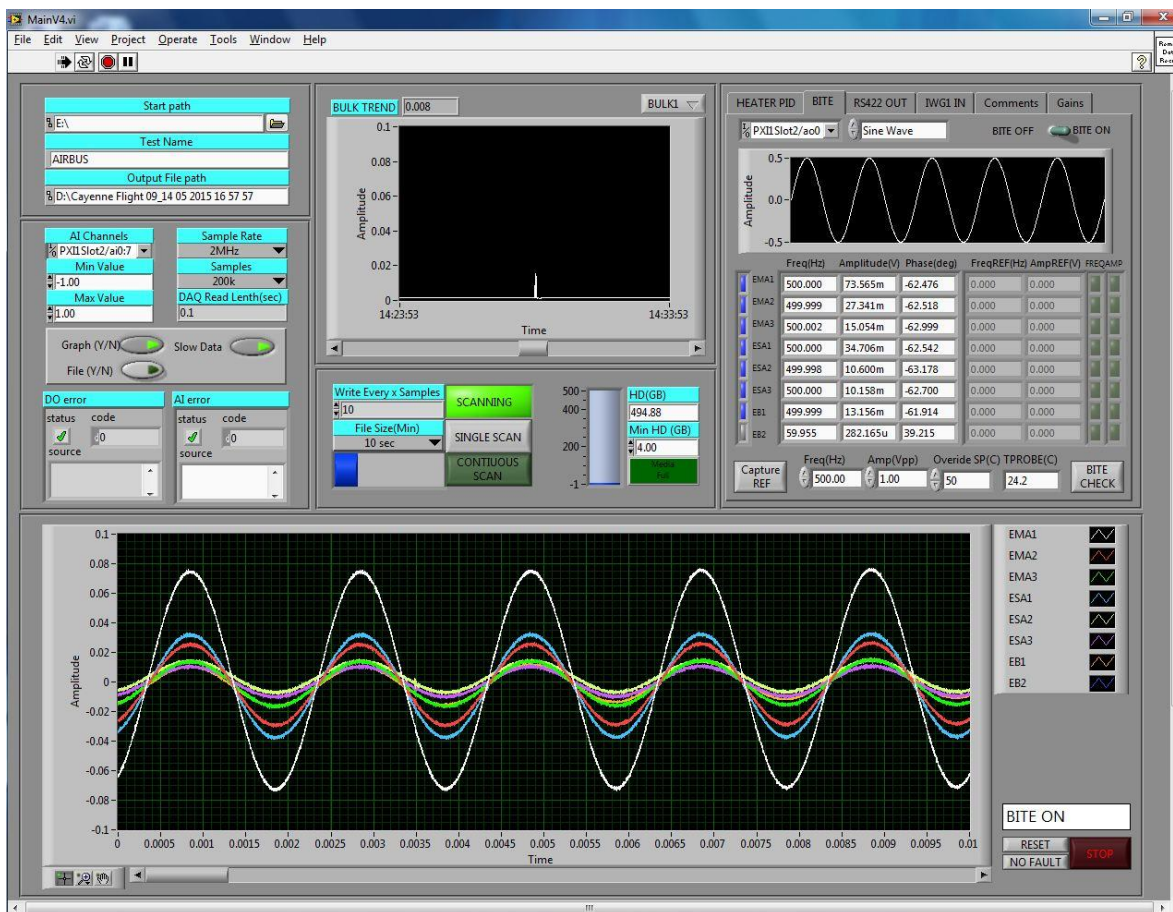 MainV4.vi
File Edit View Project Operate Tools Window Help
Start path
E:\
Test Name
AIRBUS
Output File path
D:\Cayenne Flight 09_14 05 2015 16 57 57
AI Channels
PXI1Slot2/ai0:7
Min Value
-1.00
Max Value
1.00
Sample Rate
2MHz
Samples
200k
DAQ Read Lenth(sec)
0.1
Graph (Y/N) Slow Data
File (Y/N)
DO error
status code
0
source
AI error
status code
0
source
BULK TREND 0.008 BULK1
Amplitude
0.1
0.08
0.06
0.04
0.02
0
14:23:53 14:33:53
Time
Write Every x Samples
10
File Size(Min)
10 sec
SCANNING
SINGLE SCAN
CONTIUOUS
SCAN
500
400
200
-1
HD(GB)
494.88
Min HD (GB)
4.00
Media
Full
HEATER PID BITE RS422 OUT IWG1 IN Comments Gains
PXI1Slot2/ao0 Sine Wave BITE OFF BITE ON
Amplitude
0.5
0.0
-0.5
Freq(Hz) Amplitude(V) Phase(deg) FreqREF(Hz) AmpREF(V) FREQ AMP
EMA1 500.000 73.565m -62.476 0.000 0.000
EMA2 499.999 27.341m -62.518 0.000 0.000
EMA3 500.002 15.054m -62.999 0.000 0.000
ESA1 500.000 34.706m -62.542 0.000 0.000
ESA2 499.998 10.600m -63.178 0.000 0.000
ESA3 500.000 10.158m -62.700 0.000 0.000
EB1 499.999 13.156m -61.914 0.000 0.000
EB2 59.955 282.165u 39.215 0.000 0.000
Capture
REF
Freq(Hz) Amp(Vpp) Overide SP(C) TPROBE(C)
500.00 1.00 50 24.2
BITE
CHECK
Amplitude
0.1
0.08
0.06
0.04
0.02
0
-0.02
-0.04
-0.06
-0.08
-0.1
0 0.0005 0.001 0.0015 0.002 0.0025 0.003 0.0035 0.004 0.0045 0.005 0.0055 0.006 0.0065 0.007 0.0075 0.008 0.0085 0.009 0.0095 0.01
Time
EMA1
EMA2
EMA3
ESA1
ESA2
ESA3
EB1
EB2
BITE ON
RESET
NO FAULT
STOP